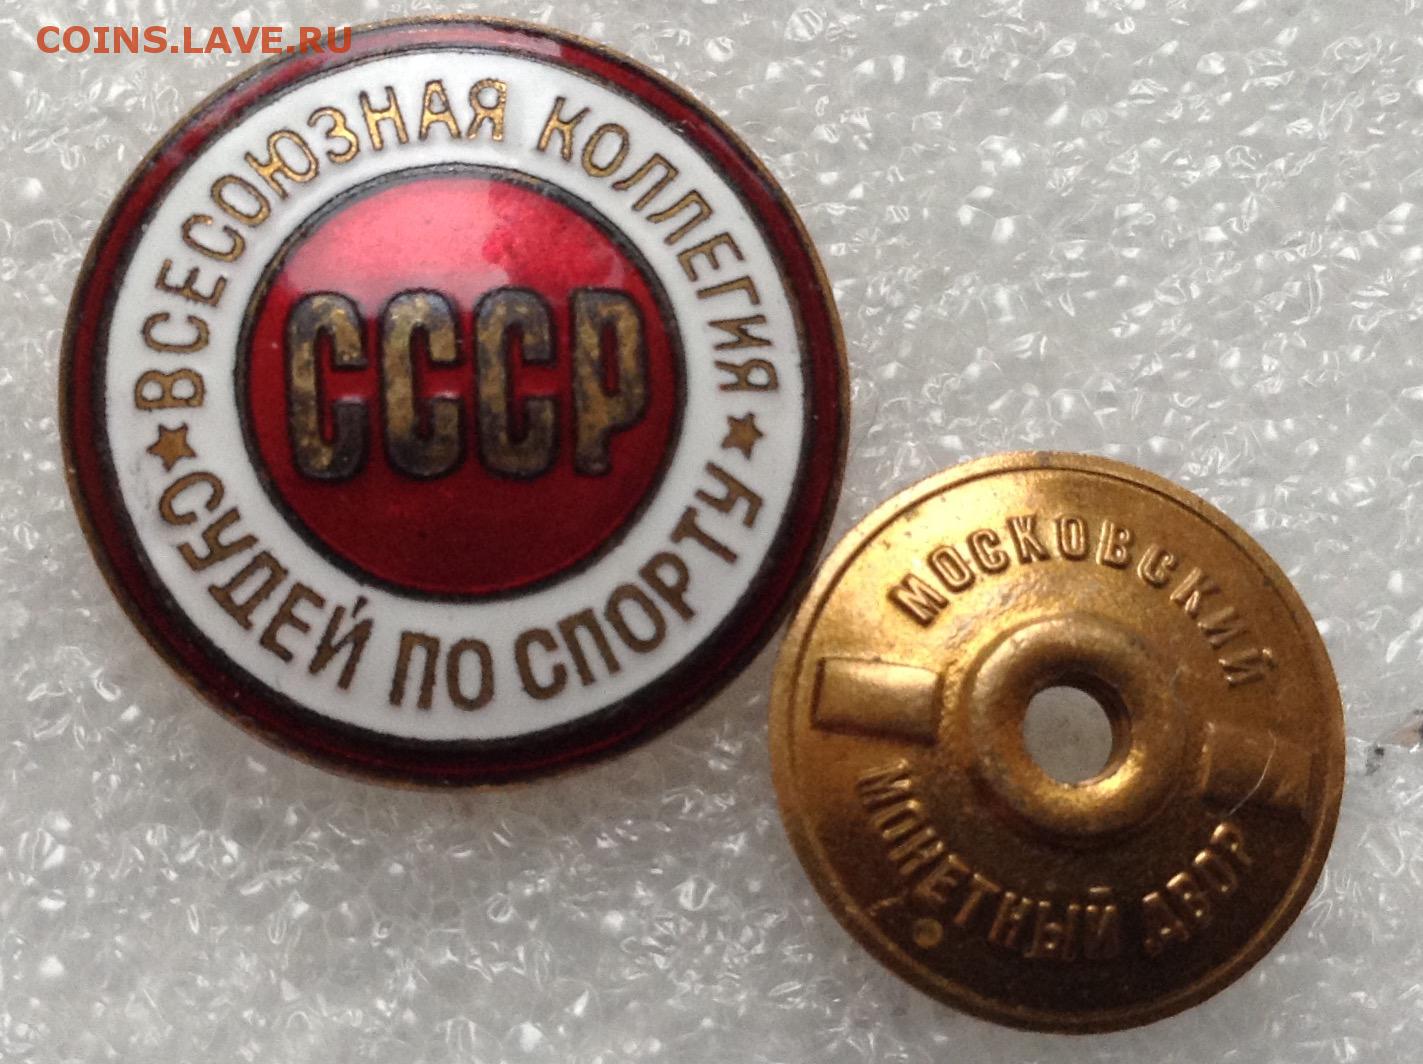 COINS.LAVE.RU
ВСЕСОЮЗНАЯ КОЛЛЕГИЯ
СССР
СУДЕЙ ПО СПОРТУ
МОСКОВСКИЙ
МОНЕТНЫЙ ДВОР